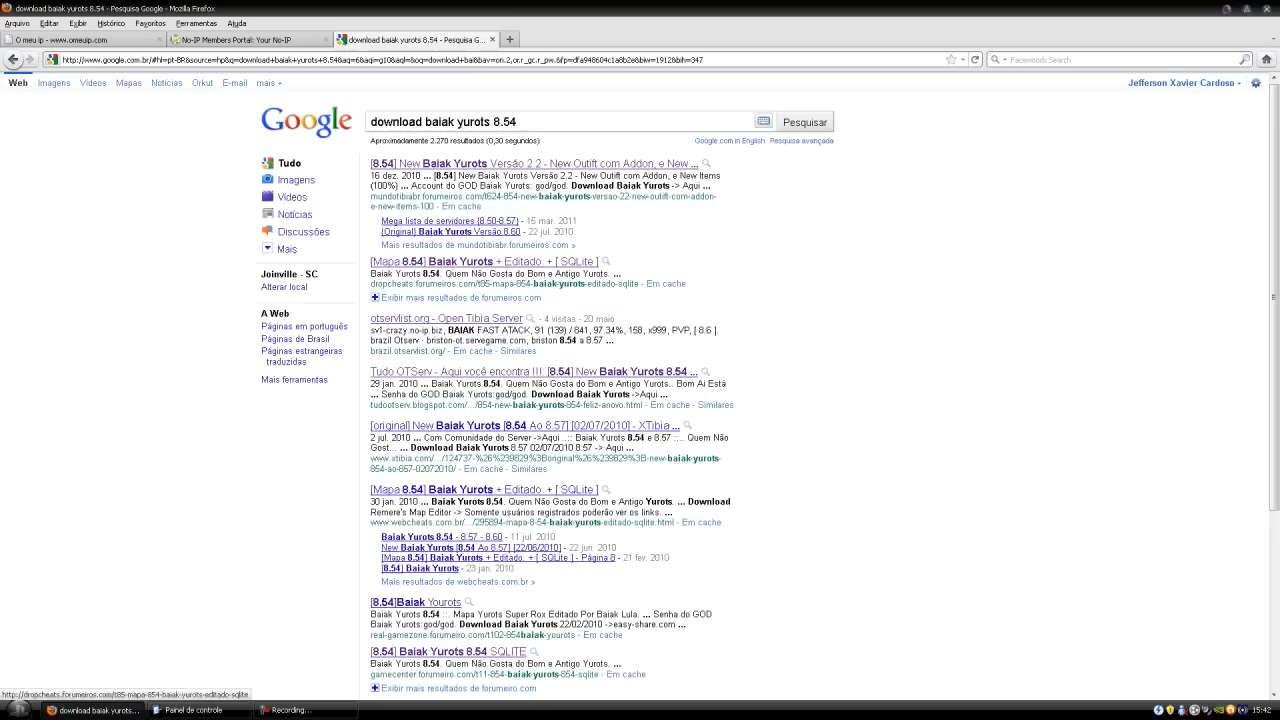 download baiak yurots 8.54 - Pesquisa Google - Mozilla Firefox
Arquivo Editar Exibir Histórico Favoritos Ferramentas Ajuda
O meu ip - www.omeuip.com
No-IP Members Portal: Your No-IP
download baiak yurots 8.54 - Pesquisa G...
http://www.google.com.br/#hl=pt-BR&source=hp&q=download+baiak+yurots+8.54&aq=6&aqi=g10&aql=&oq=download+bai&bav=on.2,or.r_gc.r_pw.&fp=dfa948604c1a8b2e&biw=1912&bih=347
Facemoods Search
Web Imagens Vídeos Mapas Notícias Orkut E-mail mais
Jefferson Xavier Cardoso
Google
download baiak yurots 8.54
Pesquisar
Aproximadamente 2.270 resultados (0,30 segundos)
Google.com in English Pesquisa avançada
Tudo
Imagens
Vídeos
Notícias
Discussões
Mais
Joinville - SC
Alterar local
A Web
Páginas em português
Páginas de Brasil
Páginas estrangeiras
traduzidas
Mais ferramentas
[8.54] New Baiak Yurots Versão 2.2 - New Outift com Addon, e New ...
16 dez. 2010 ... [8.54] New Baiak Yurots Versão 2.2 - New Outift com Addon, e New Items
(100%) ... Account do GOD Baiak Yurots: god/god. Download Baiak Yurots -> Aqui ...
mundotibiabr.forumeiros.com/t624-854-new-baiak-yurots-versao-22-new-outift-com-addon-
e-new-items-100 - Em cache
Mega lista de servidores {8.50-8.57} - 15 mar. 2011
{Original} Baiak Yurots Versão 8.60 - 22 jul. 2010
Mais resultados de mundotibiabr.forumeiros.com »
[Mapa 8.54] Baiak Yurots + Editado. + [ SQLite ]
Baiak Yurots 8.54. Quem Não Gosta do Bom e Antigo Yurots. ...
dropcheats.forumeiros.com/t85-mapa-854-baiak-yurots-editado-sqlite - Em cache
Exibir mais resultados de forumeiros.com
otservlist.org - Open Tibia Server - 4 visitas - 20 maio
sv1-crazy.no-ip.biz, BAIAK FAST ATACK, 91 (139) / 841, 97.34%, 158, x999, PVP, [ 8.6 ].
brazil Otserv · briston-ot.servegame.com, briston 8.54 a 8.57 ...
brazil.otservlist.org/ - Em cache - Similares
Tudo OTServ - Aqui você encontra !!!: [8.54] New Baiak Yurots 8.54 ...
29 jan. 2010 ... Baiak Yurots 8.54. Quem Não Gosta do Bom e Antigo Yurots.. Bom Ai Está
... Senha do GOD Baiak Yurots:god/god. Download Baiak Yurots ->Aqui ...
tudootserv.blogspot.com/.../854-new-baiak-yurots-854-feliz-anovo.html - Em cache - Similares
[original] New Baiak Yurots [8.54 Ao 8.57] [02/07/2010] - XTibia ...
2 jul. 2010 ... Com Comunidade do Server ->Aqui ..:: Baiak Yurots 8.54 e 8.57 ::.. Quem Não
Gost... ... Download Baiak Yurots 8.57 02/07/2010 8.57 -> Aqui ...
www.xtibia.com/.../124737-%26%239829%3Boriginal%26%239829%3B-new-baiak-yurots-
854-ao-857-02072010/ - Em cache - Similares
[Mapa 8.54] Baiak Yurots + Editado. + [ SQLite ]
30 jan. 2010 ... Baiak Yurots 8.54. Quem Não Gosta do Bom e Antigo Yurots. ... Download
Remere's Map Editor -> Somente usuários registrados poderão ver os links. ...
www.webcheats.com.br/.../295894-mapa-8-54-baiak-yurots-editado-sqlite.html - Em cache
Baiak Yurots 8.54 - 8.57 - 8.60 - 11 jul. 2010
New Baiak Yurots [8.54 Ao 8.57] [22/06/2010] - 22 jun. 2010
[Mapa 8.54] Baiak Yurots + Editado. + [ SQLite ] - Página 8 - 21 fev. 2010
[8.54] Baiak Yurots - 23 jan. 2010
Mais resultados de webcheats.com.br »
[8.54]Baiak Yourots
Baiak Yurots 8.54 ::. Mapa Yurots Super Rox Editado Por Baiak Lula. ... Senha do GOD
Baiak Yurots:god/god. Download Baiak Yurots 22/02/2010 ->easy-share.com ...
real-gamezone.forumeiro.com/t102-854baiak-yourots - Em cache
[8.54] Baiak Yurots 8.54 SQLITE
Baiak Yurots 8.54. Quem Não Gosta do Bom e Antigo Yurots. ...
gamecenter.forumeiro.com/t11-854-baiak-yurots-854-sqlite - Em cache
Exibir mais resultados de forumeiro.com
http://dropcheats.forumeiros.com/t85-mapa-854-baiak-yurots-editado-sqlite
download baiak yurots...
Painel de controle
Recording...
15:42